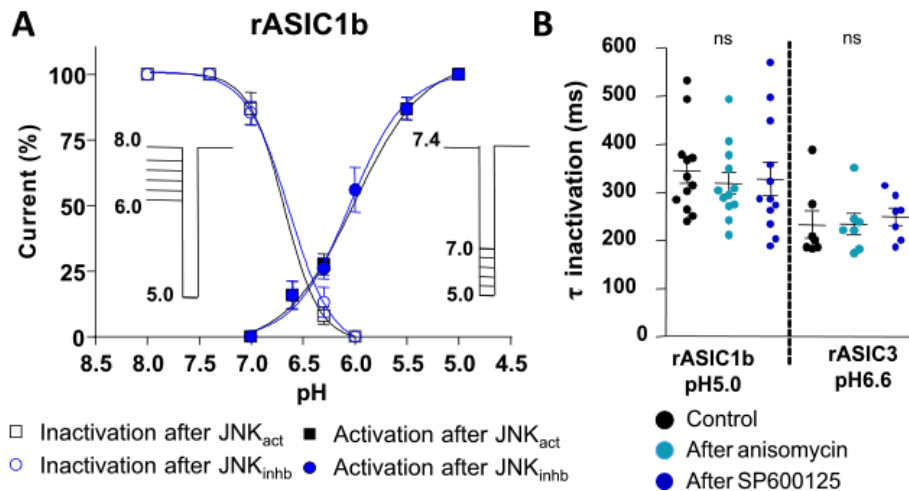 A
rASIC1b
Current (%)
100
75
50
25
0
8.0
6.0
5.0
7.4
7.0
5.0
8.5 8.0 7.5 7.0 6.5 6.0 5.5 5.0 4.5
pH
Inactivation after JNKact
Activation after JNKact
Inactivation after JNKinhb
Activation after JNKinhb
B
τ inactivation (ms)
600
500
400
300
200
100
0
ns ns
rASIC1b rASIC3
pH5.0 pH6.6
Control
After anisomycin
After SP600125